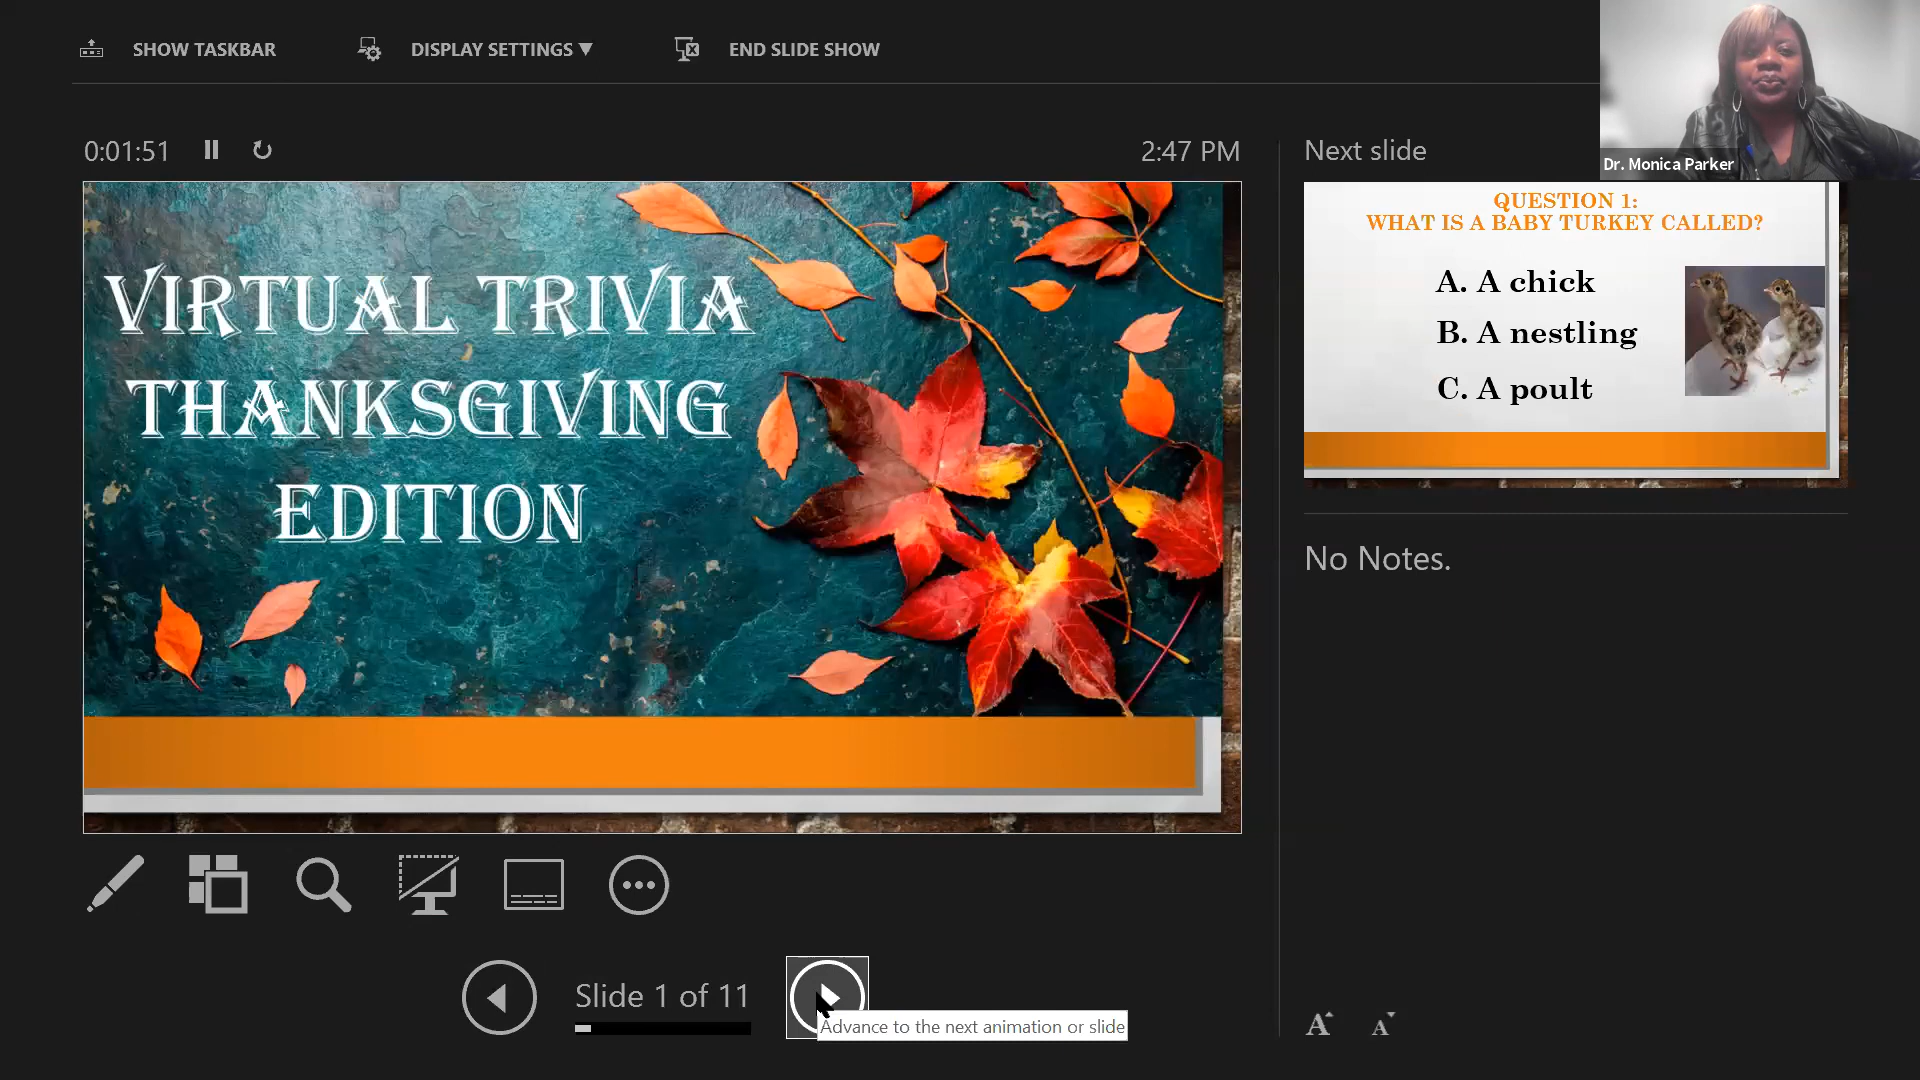 SHOW TASKBAR
DISPLAY SETTINGS ▼
END SLIDE SHOW
Dr. Monica Parker
0:01:51
2:47 PM
VIRTUAL TRIVIA
THANKSGIVING
EDITION
Slide 1 of 11
Advance to the next animation or slide
Next slide
QUESTION 1:
WHAT IS A BABY TURKEY CALLED?
A. A chick
B. A nestling
C. A poult
No Notes.
A A